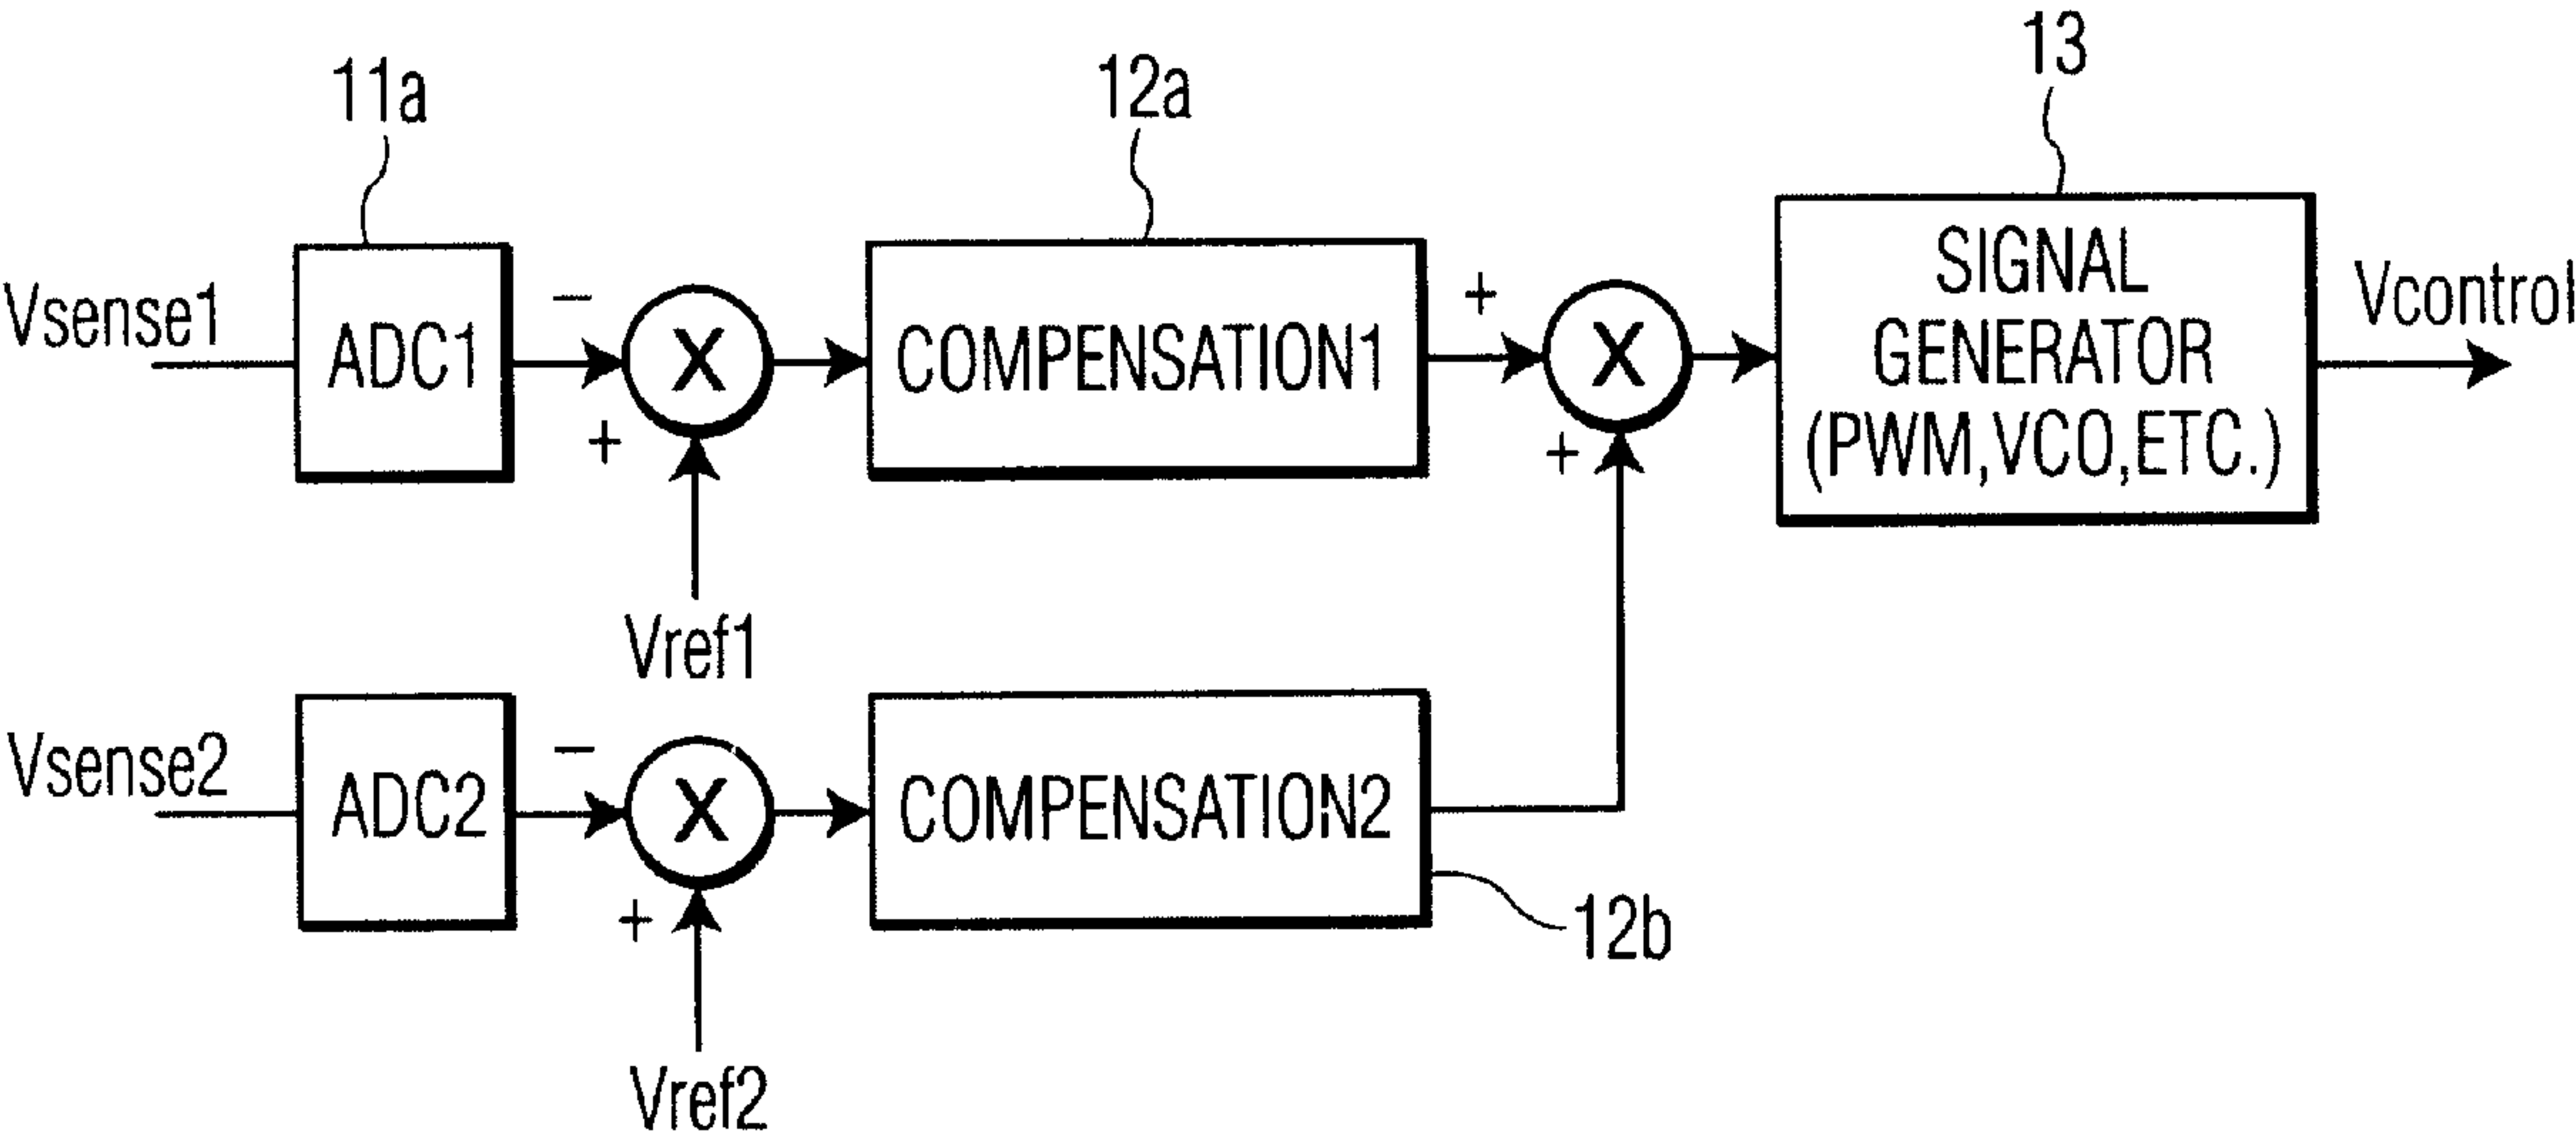 11a
12a
13
Vsense1
ADC1
−
+
X
Vref1
COMPENSATION1
+
+
X
SIGNAL
GENERATOR
(PWM,VCO,ETC.)
Vcontrol
Vsense2
ADC2
−
+
X
Vref2
COMPENSATION2
12b